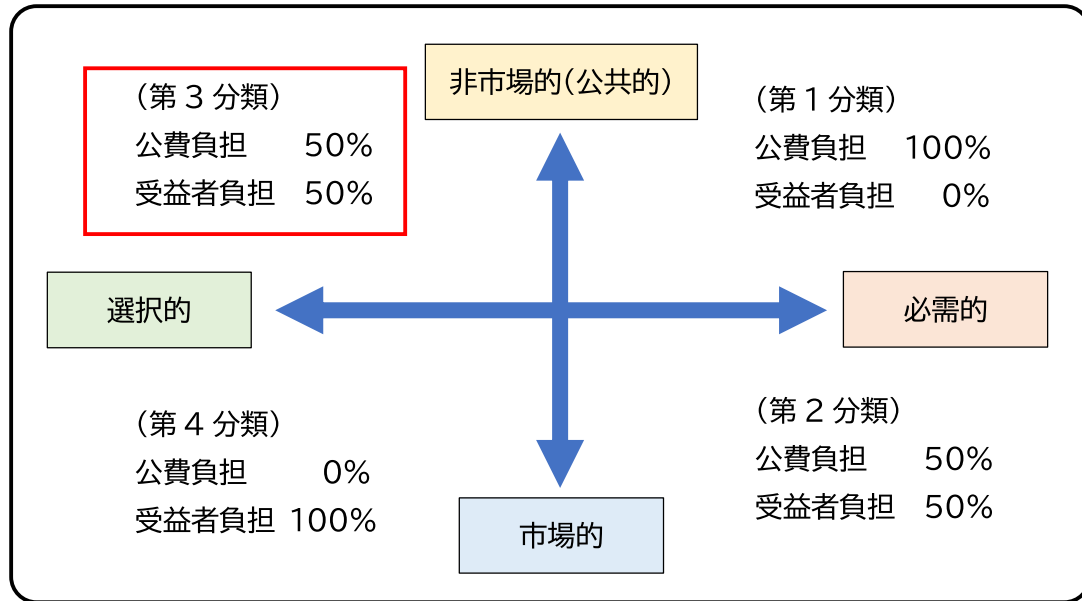 非市場的(公共的)
(第3分類)
公費負担 50%
受益者負担 50%
(第1分類)
公費負担 100%
受益者負担 0%
選択的
必需的
(第4分類)
公費負担 0%
受益者負担 100%
(第2分類)
公費負担 50%
受益者負担 50%
市場的